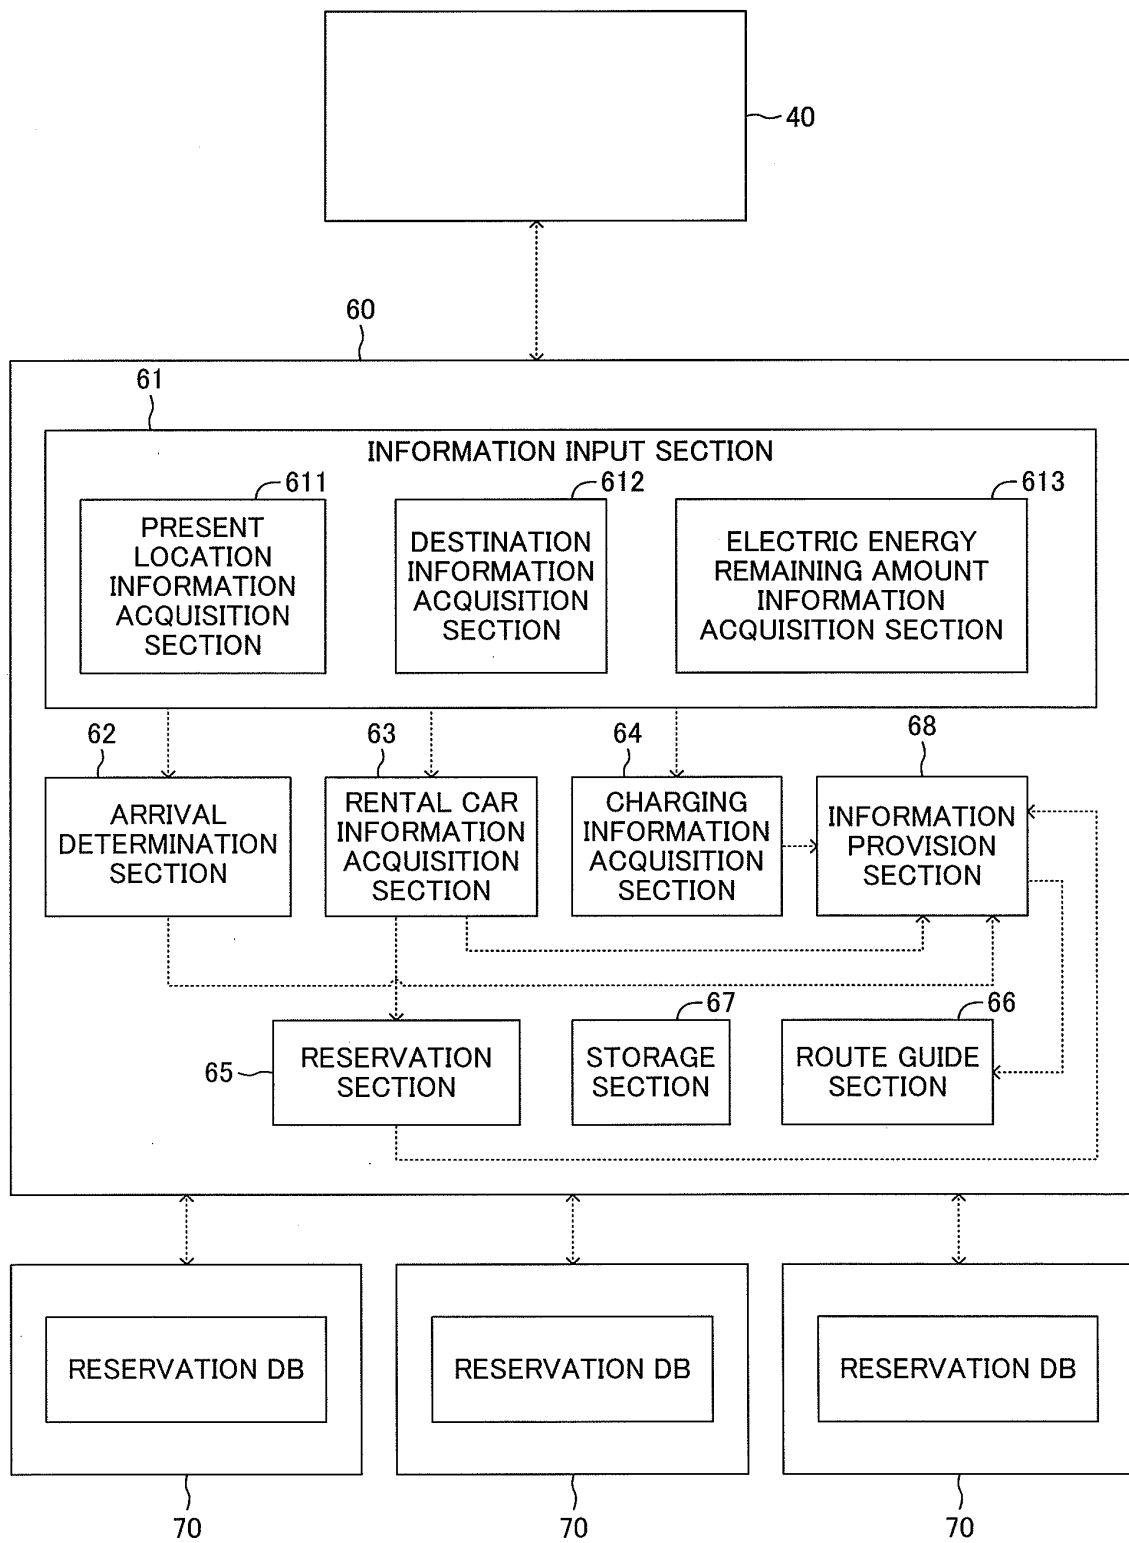 40
60
61
INFORMATION INPUT SECTION
611
612
613
PRESENT
LOCATION
INFORMATION
ACQUISITION
SECTION
DESTINATION
INFORMATION
ACQUISITION
SECTION
ELECTRIC ENERGY
REMAINING AMOUNT
INFORMATION
ACQUISITION SECTION
62
63
64
68
ARRIVAL
DETERMINATION
SECTION
RENTAL CAR
INFORMATION
ACQUISITION
SECTION
CHARGING
INFORMATION
ACQUISITION
SECTION
INFORMATION
PROVISION
SECTION
67
66
65
RESERVATION
SECTION
STORAGE
SECTION
ROUTE GUIDE
SECTION
RESERVATION DB
RESERVATION DB
RESERVATION DB
70
70
70